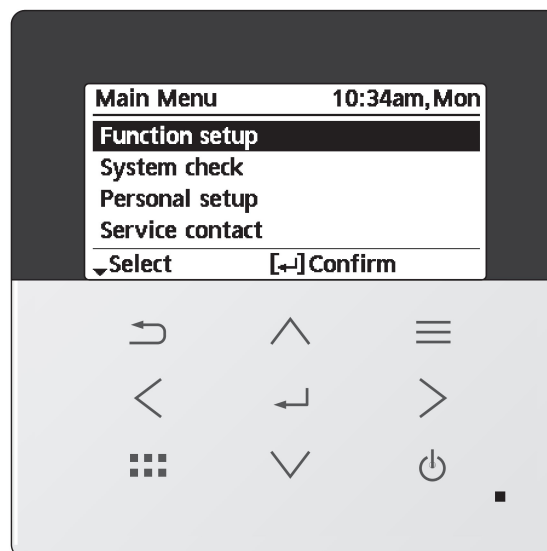 Main Menu 10:34am, Mon
Function setup
System check
Personal setup
Service contact
Select [↵] Confirm